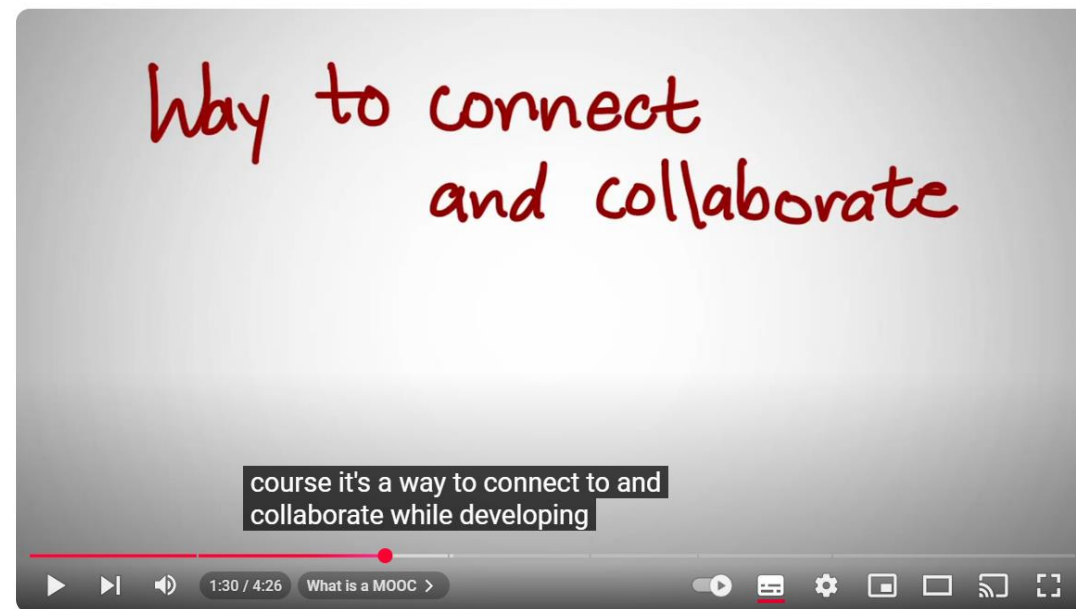 Way to connect
and collaborate
course it's a way to connect to and
collaborate while developing
1:30 / 4:26 What is a MOOC >